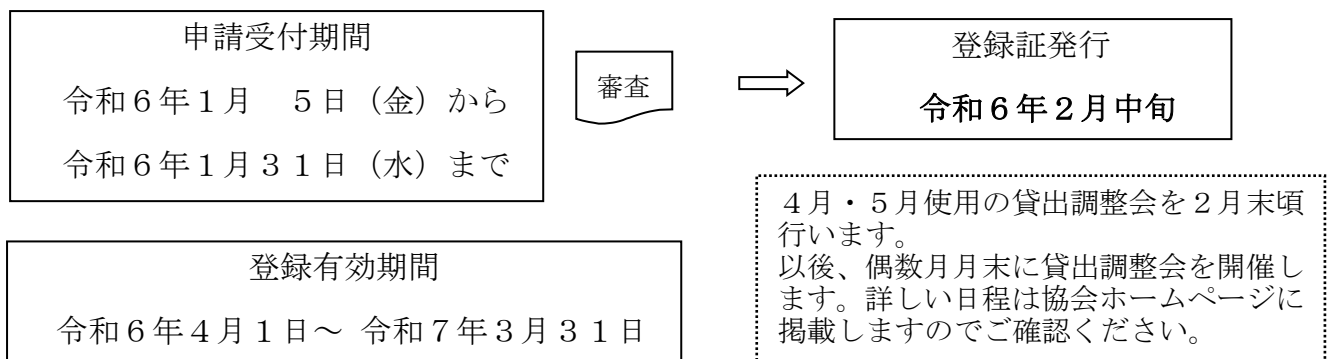 申請受付期間
令和６年１月　５日（金）から
令和６年１月３１日（水）まで
審査
登録証発行
令和６年２月中旬
４月・５月使用の貸出調整会を２月末頃
行います。
以後、偶数月月末に貸出調整会を開催し
ます。詳しい日程は協会ホームページに
掲載しますのでご確認ください。
登録有効期間
令和６年４月１日～ 令和７年３月３１日